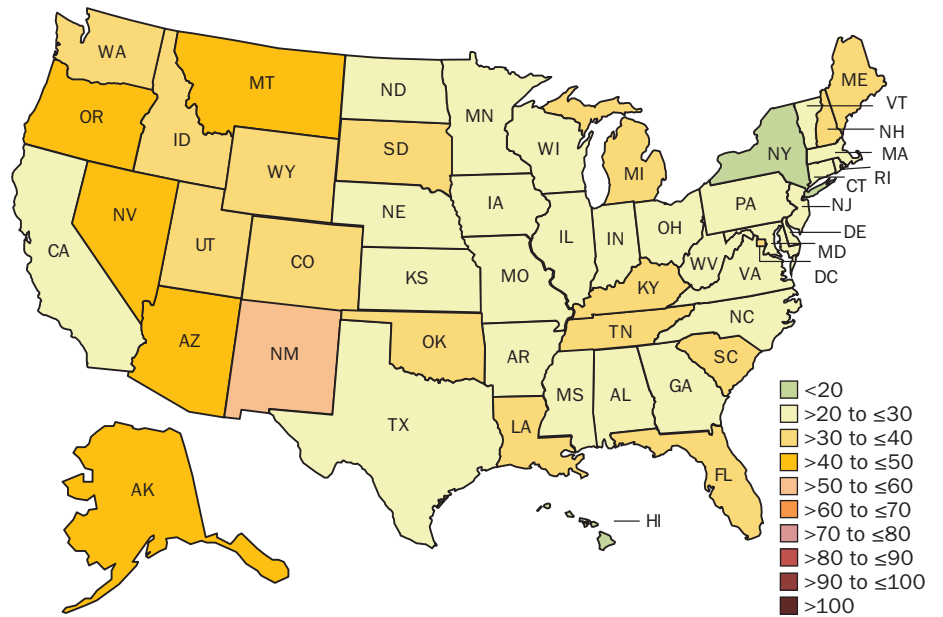 WA
MT
ND
MN
ME
VT
OR
ID
SD
WI
MI
NY
NH
MA
WY
RI
CT
NV
NE
IA
PA
NJ
CA
UT
CO
IL
IN
OH
DE
MD
KS
MO
WV
VA
DC
KY
AZ
NM
OK
TN
NC
AR
SC
TX
MS
AL
GA
LA
FL
AK
HI
<20
>20 to ≤30
>30 to ≤40
>40 to ≤50
>50 to ≤60
>60 to ≤70
>70 to ≤80
>80 to ≤90
>90 to ≤100
>100